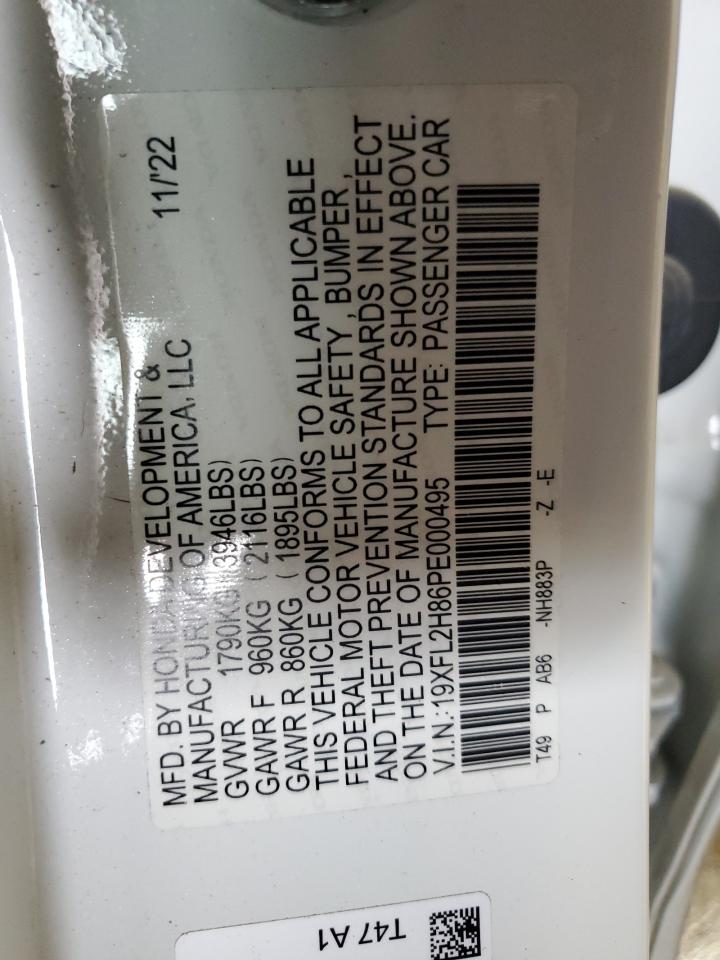 MFD. BY HONDA DEVELOPMENT &
MANUFACTURING OF AMERICA, LLC 11/'22
GVWR 1790KG (3946LBS)
GAWR F 960KG (2116LBS)
GAWR R 860KG (1895LBS)
THIS VEHICLE CONFORMS TO ALL APPLICABLE
FEDERAL MOTOR VEHICLE SAFETY, BUMPER,
AND THEFT PREVENTION STANDARDS IN EFFECT
ON THE DATE OF MANUFACTURE SHOWN ABOVE.
V.I.N.: 19XFL2H86PE000495 TYPE: PASSENGER CAR
T49 P AB6 -NH883P -Z -E
T47 A1